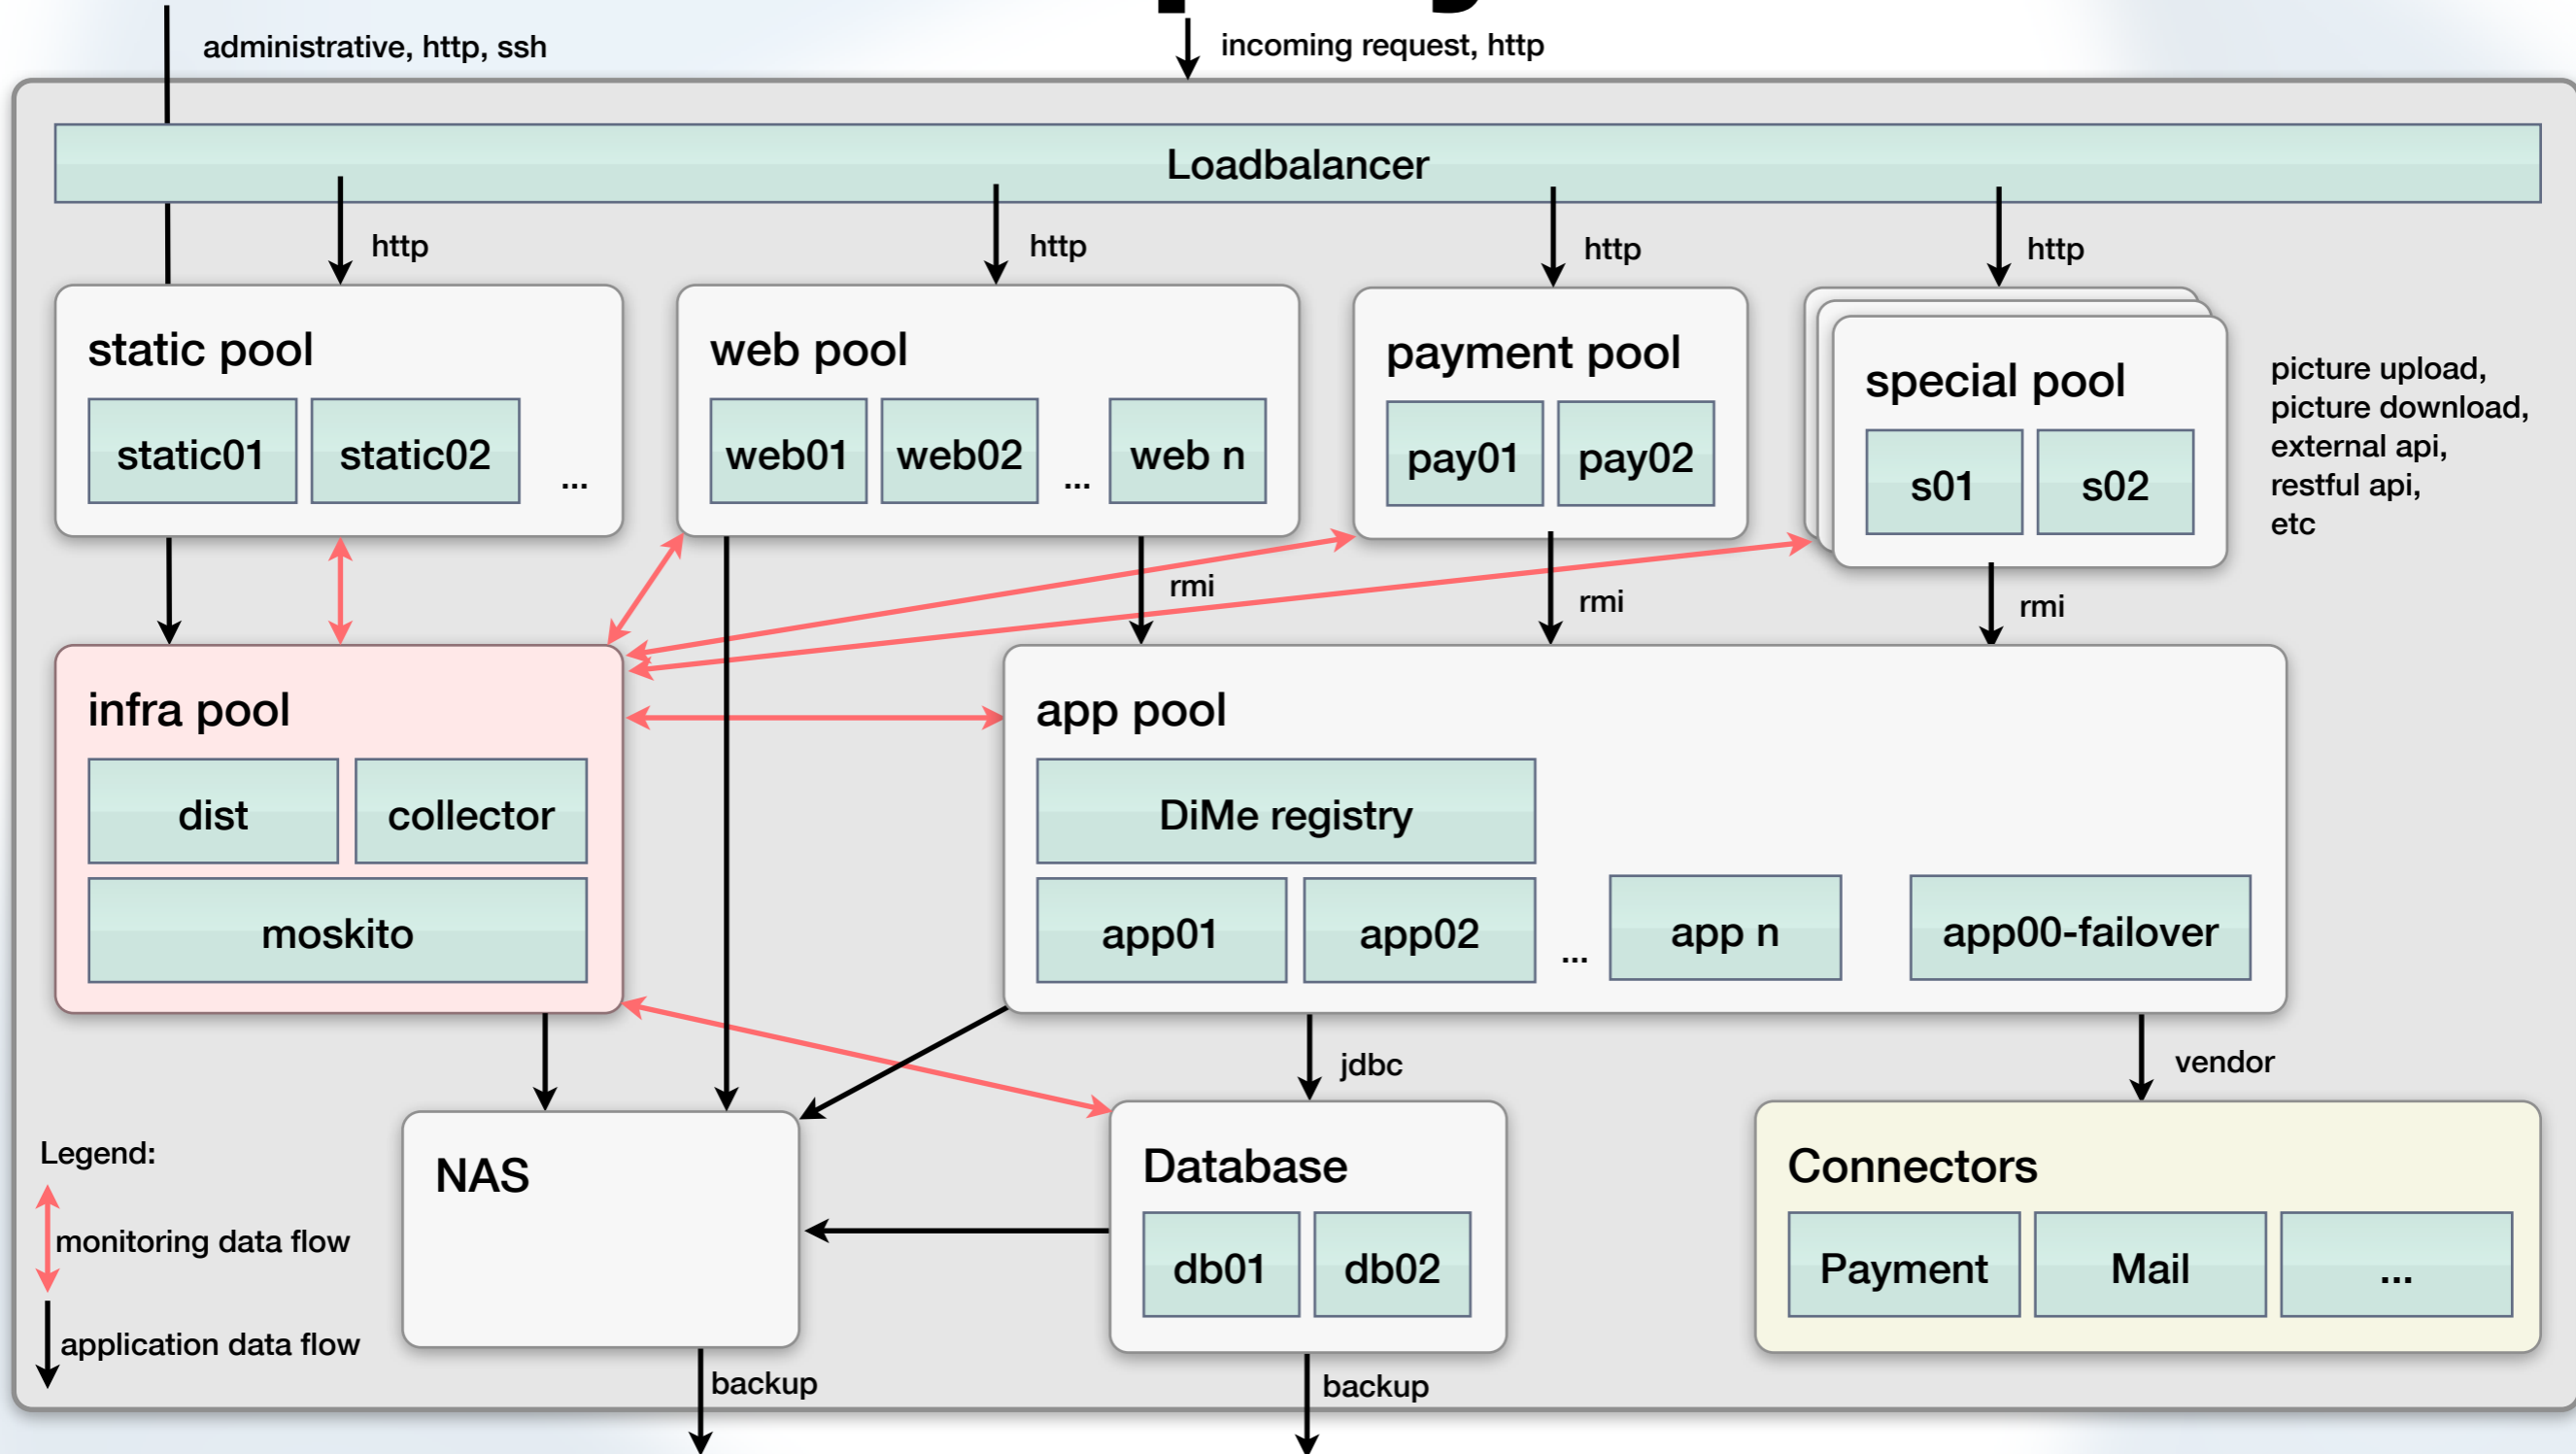 administrative, http, ssh
incoming request, http
Loadbalancer
http
http
http
http
static pool
static01
static02
...
web pool
web01
web02
...
web n
payment pool
pay01
pay02
special pool
s01
s02
picture upload,
picture download,
external api,
restful api,
etc
rmi
rmi
rmi
infra pool
dist
collector
moskito
app pool
DiMe registry
app01
app02
...
app n
app00-failover
jdbc
vendor
Legend:
monitoring data flow
application data flow
NAS
Database
db01
db02
Connectors
Payment
Mail
...
backup
backup